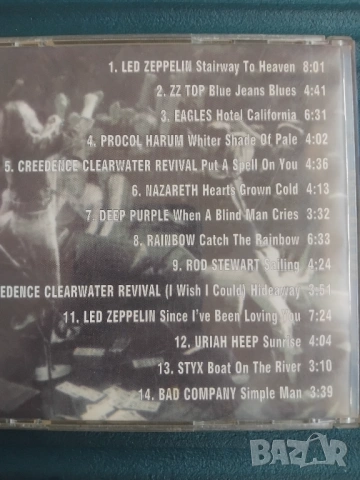 1. LED ZEPPELIN Stairway To Heaven 8:01
2. ZZ TOP Blue Jeans Blues 4:41
3. EAGLES Hotel California 6:31
4. PROCOL HARUM Whiter Shade Of Pale 4:02
5. CREEDENCE CLEARWATER REVIVAL Put A Spell On You 4:36
6. NAZARETH Hearts Grown Cold 4:13
7. DEEP PURPLE When A Blind Man Cries 3:32
8. RAINBOW Catch The Rainbow 6:33
9. ROD STEWART Sailing 4:24
EDENCE CLEARWATER REVIVAL (I Wish I Could) Hideaway 3:51
11. LED ZEPPELIN Since I've Been Loving You 7:24
12. URIAH HEEP Sunrise 4:04
13. STYX Boat On The River 3:10
14. BAD COMPANY Simple Man 3:39
BAZAR